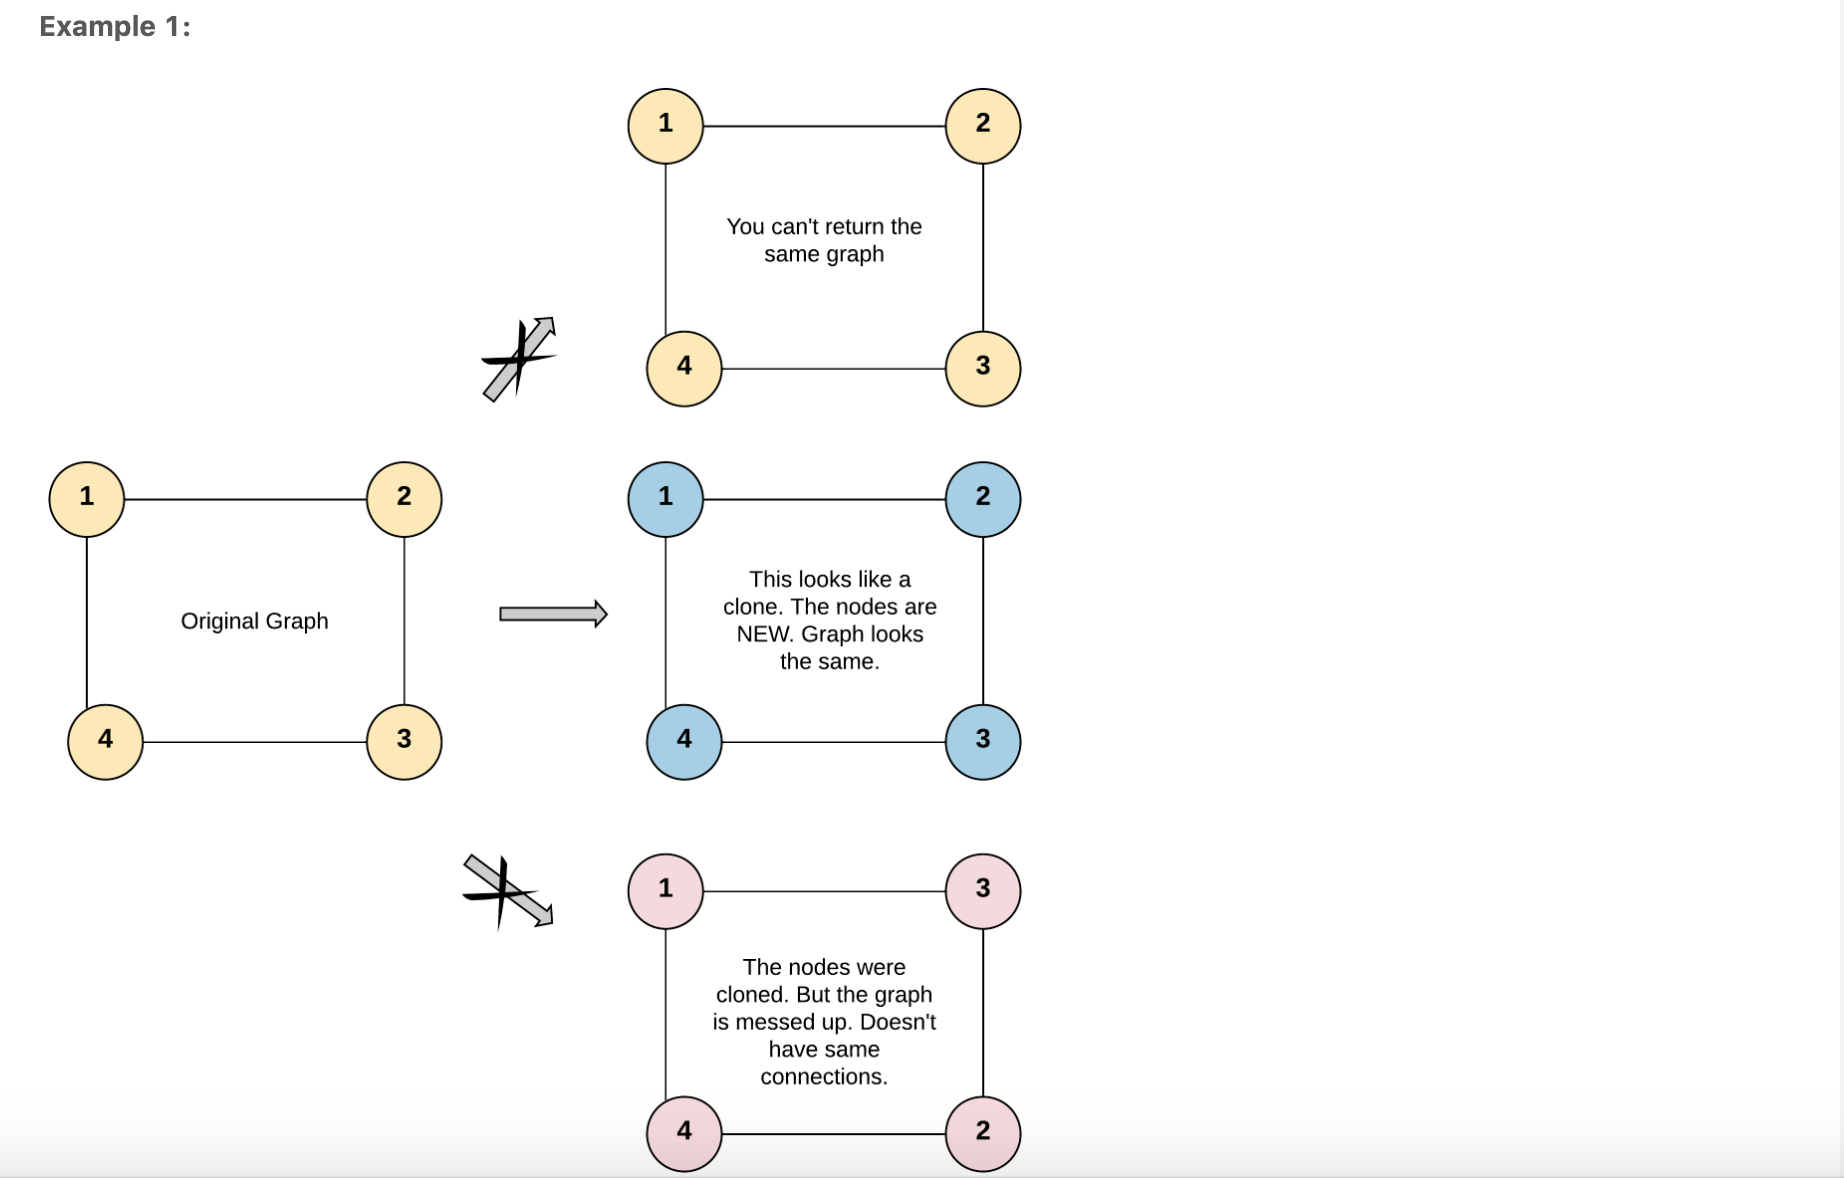 Example 1:
1
2
You can't return the
same graph
4
3
1
2
Original Graph
4
3
1
2
This looks like a
clone. The nodes are
NEW. Graph looks
the same.
4
3
1
3
The nodes were
cloned. But the graph
is messed up. Doesn't
have same
connections.
4
2